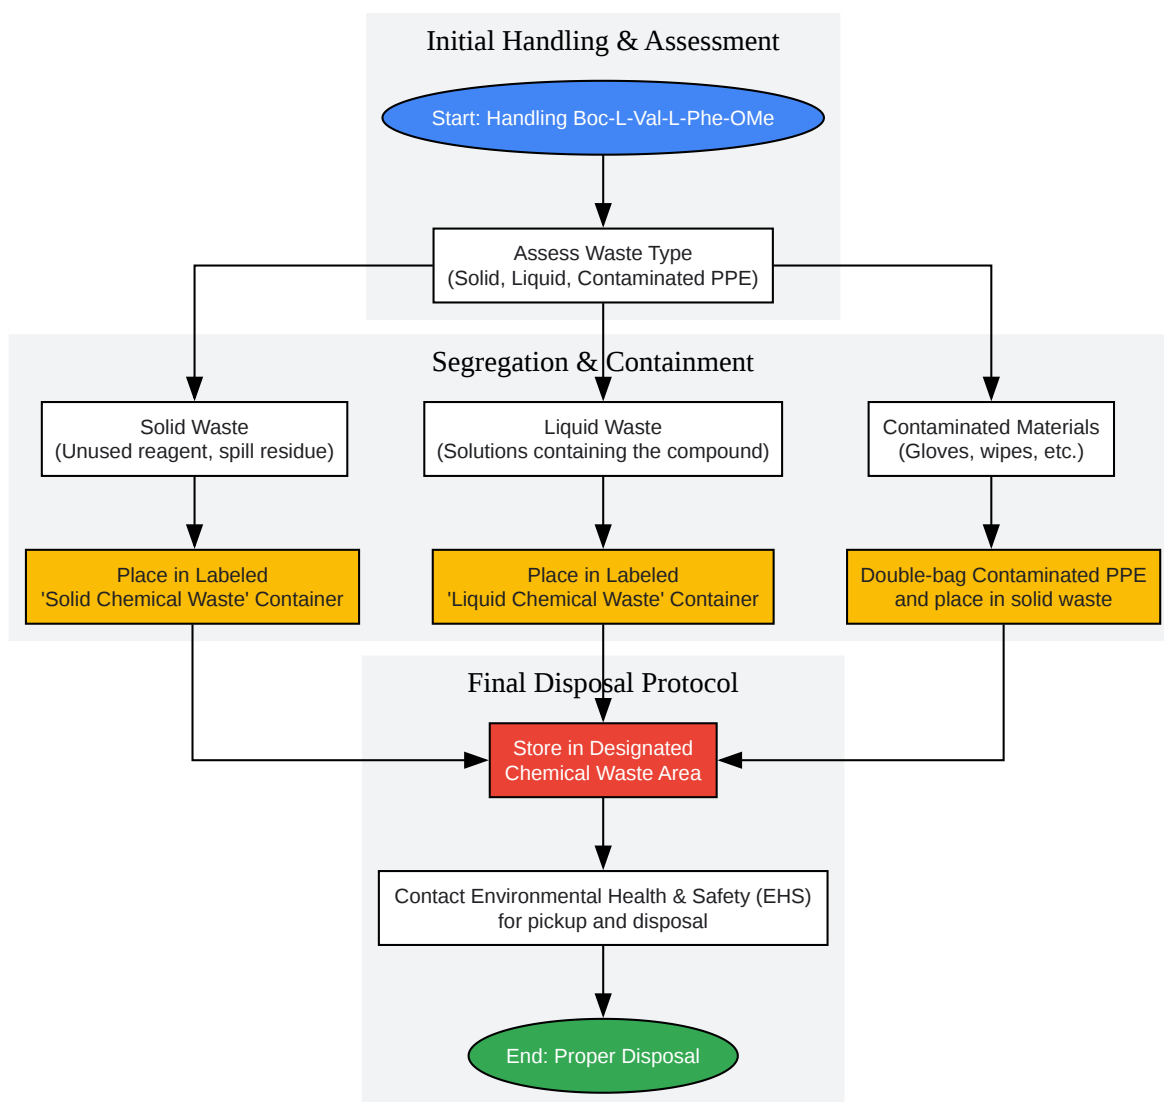 Initial Handling & Assessment
Start: Handling Boc-L-Val-L-Phe-OMe
Assess Waste Type
(Solid, Liquid, Contaminated PPE)
Segregation & Containment
Solid Waste
(Unused reagent, spill residue)
Liquid Waste
(Solutions containing the compound)
Contaminated Materials
(Gloves, wipes, etc.)
Place in Labeled
'Solid Chemical Waste' Container
Place in Labeled
'Liquid Chemical Waste' Container
Double-bag Contaminated PPE
and place in solid waste
Final Disposal Protocol
Store in Designated
Chemical Waste Area
Contact Environmental Health & Safety (EHS)
for pickup and disposal
End: Proper Disposal